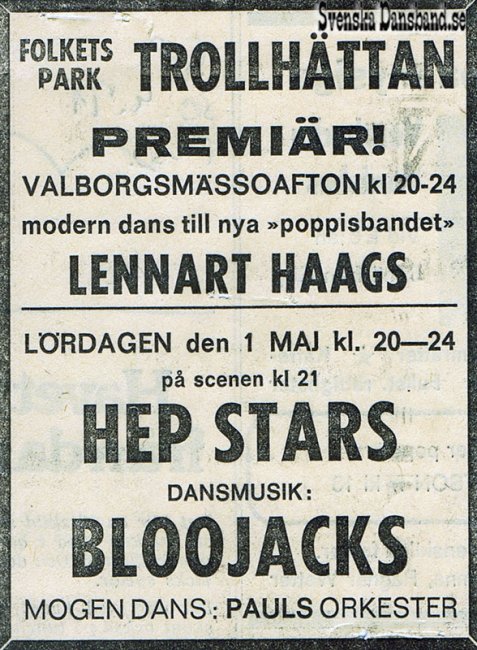 Svenska Dansband.se
FOLKETS PARK
TROLLHÄTTAN
PREMIÄR!
VALBORGSMÄSSOAFTON kl 20-24
modern dans till nya »poppisbandet»
LENNART HAAGS
LÖRDAGEN den 1 MAJ kl. 20—24
på scenen kl 21
HEP STARS
DANSMUSIK:
BLOOJACKS
MOGEN DANS: PAULS ORKESTER